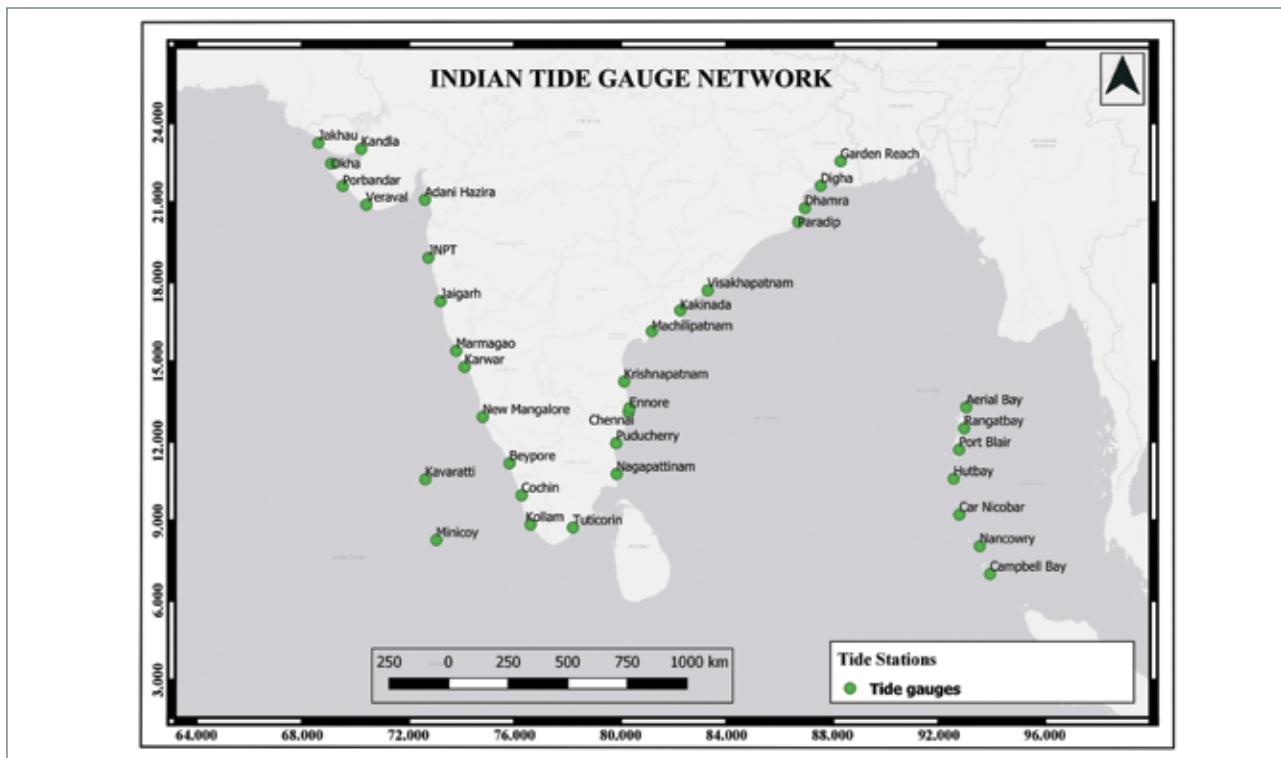 INDIAN TIDE GAUGE NETWORK
INDIA
Jakhau
Kandla
Okha
Porbandar
Veraval
Adani Hazira
JNPT
Jaigarh
Marmagao
Karwar
New Mangalore
Beypore
Kavaratti
Cochin
Kollam
Tuticorin
Minicoy
Garden Reach
Digha
Dhamra
Paradip
Visakhapatnam
Kakinada
Machilipatnam
Krishnapatnam
Ennore
Chennai
Puducherry
Nagapattinam
Aerial Bay
Rangatbay
Port Blair
Hutbay
Car Nicobar
Nancowry
Campbell Bay
24.000
21.000
18.000
15.000
12.000
9.000
6.000
3.000
250 0 250 500 750 1000 km
Tide Stations
Tide gauges
64.000 68.000 72.000 76.000 80.000 84.000 88.000 92.000 96.000